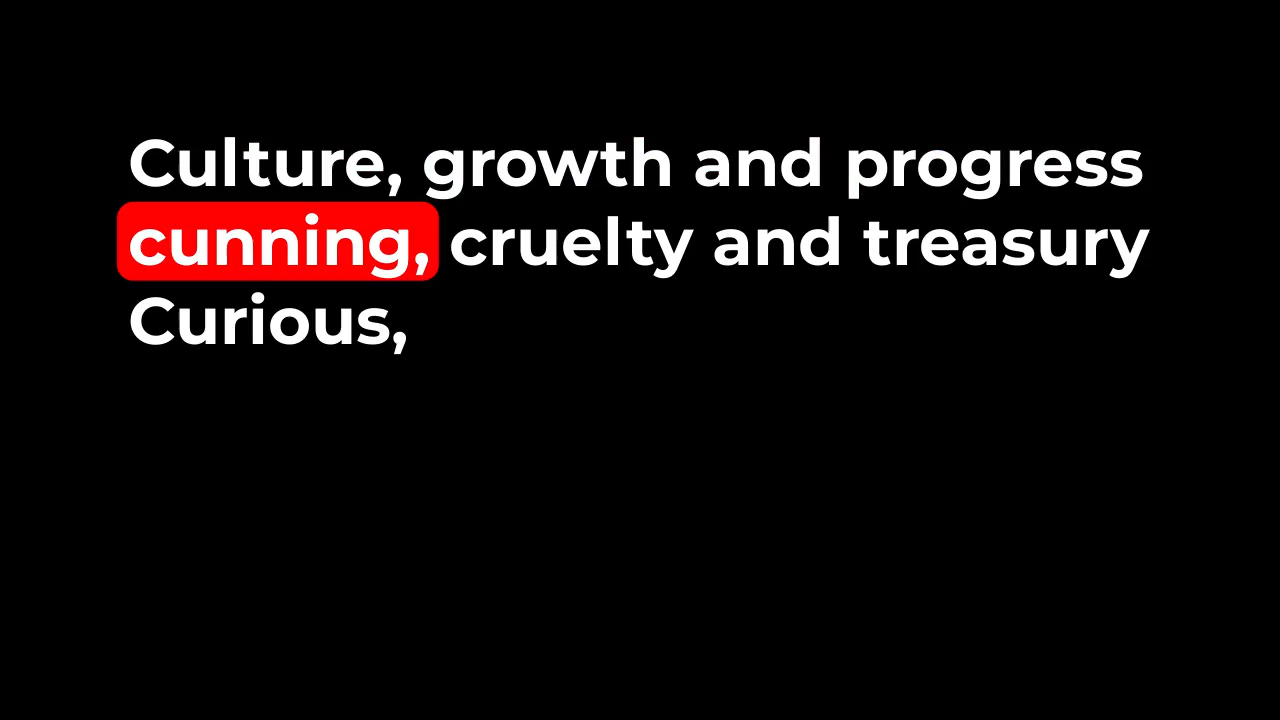 Culture, growth and progress
cunning, cruelty and treasury
Curious,